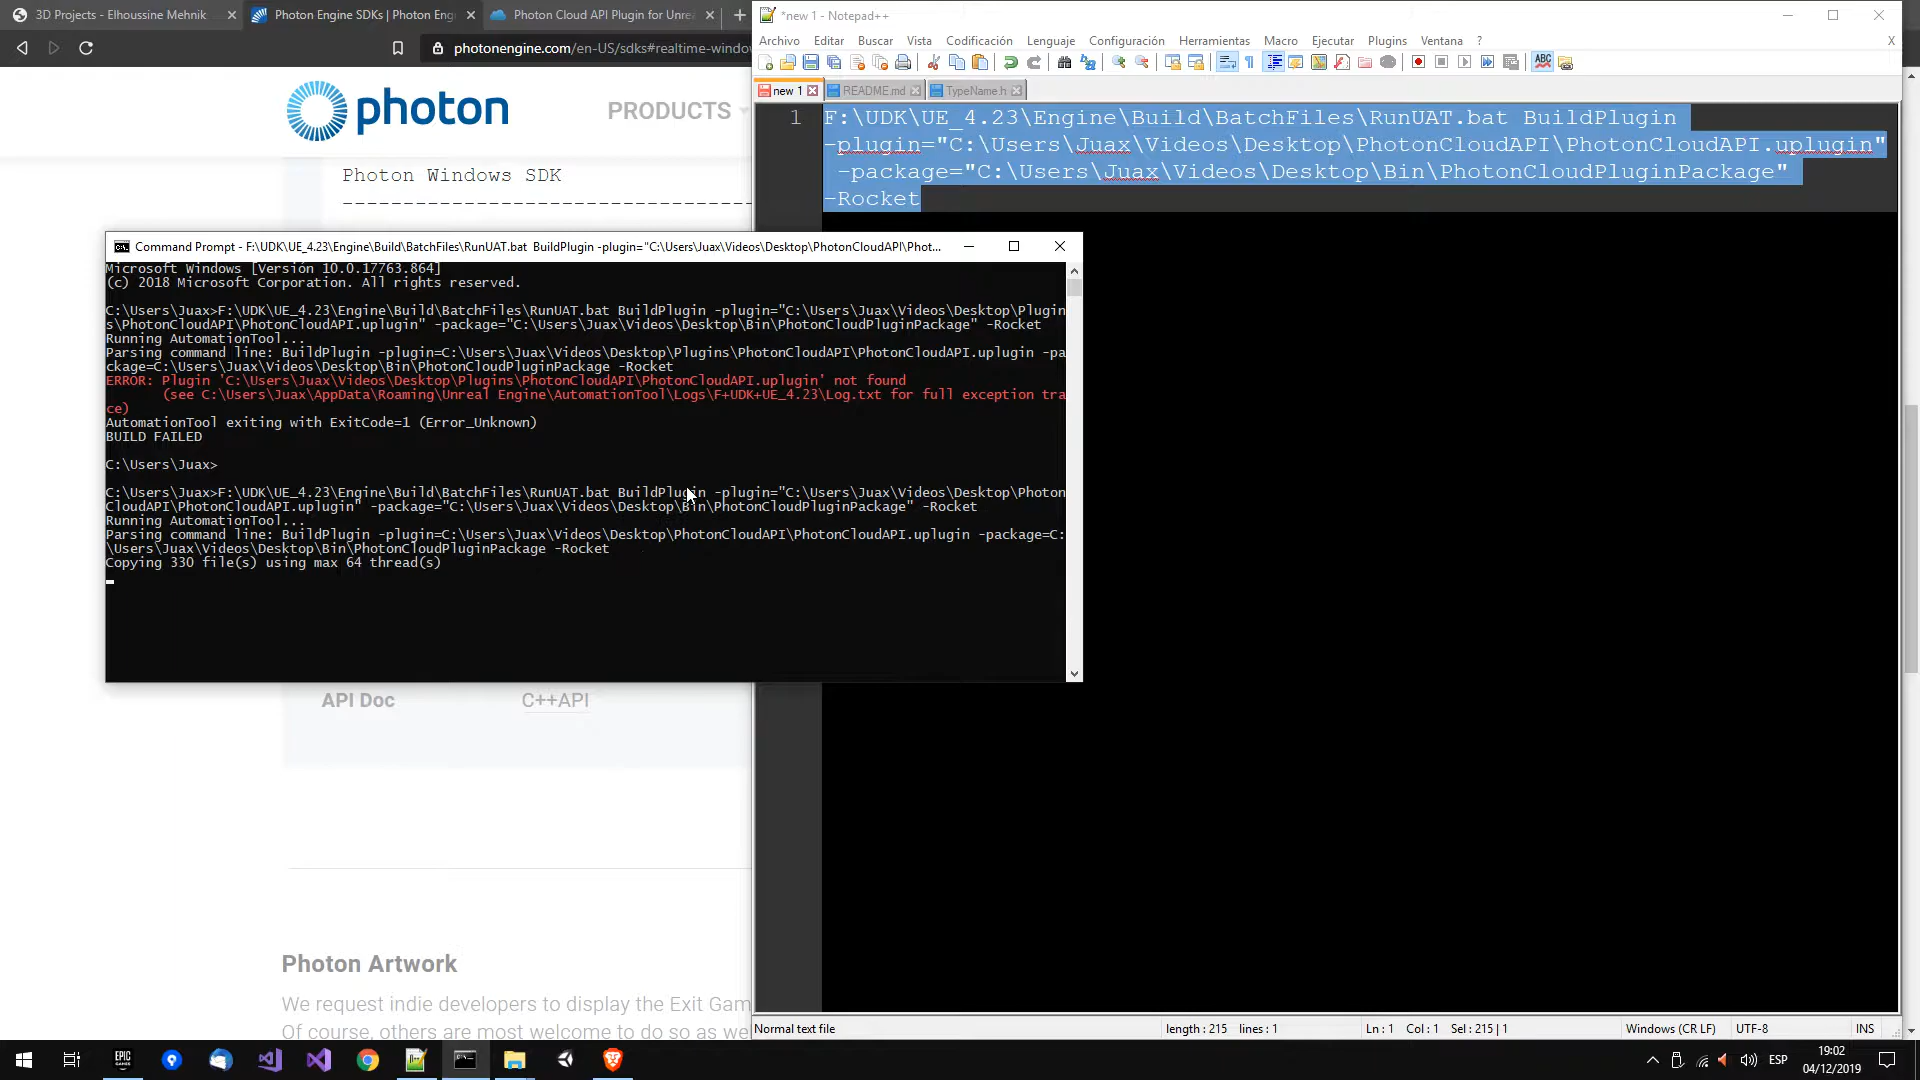 3D Projects - Elhoussine Mehnik
Photon Engine SDKs | Photon Eng
Photon Cloud API Plugin for Unre
photonengine.com/en-US/sdks#realtime-window
photon
PRODUCTS
Photon Windows SDK
*new 1 - Notepad++
Archivo Editar Buscar Vista Codificación Lenguaje Configuración Herramientas Macro Ejecutar Plugins Ventana ?
X
new 1
README.md
TypeName.h
1
F:\UDK\UE_4.23\Engine\Build\BatchFiles\RunUAT.bat BuildPlugin
-plugin="C:\Users\Juax\Videos\Desktop\PhotonCloudAPI\PhotonCloudAPI.uplugin"
-package="C:\Users\Juax\Videos\Desktop\Bin\PhotonCloudPluginPackage"
-Rocket
Command Prompt - F:\UDK\UE_4.23\Engine\Build\BatchFiles\RunUAT.bat BuildPlugin -plugin="C:\Users\Juax\Videos\Desktop\PhotonCloudAPI\Phot...
Microsoft Windows [Versión 10.0.17763.864]
(c) 2018 Microsoft Corporation. All rights reserved.
C:\Users\Juax>F:\UDK\UE_4.23\Engine\Build\BatchFiles\RunUAT.bat BuildPlugin -plugin="C:\Users\Juax\Videos\Desktop\Plugin
s\PhotonCloudAPI\PhotonCloudAPI.uplugin" -package="C:\Users\Juax\Videos\Desktop\Bin\PhotonCloudPluginPackage" -Rocket
Running AutomationTool...
Parsing command line: BuildPlugin -plugin=C:\Users\Juax\Videos\Desktop\Plugins\PhotonCloudAPI\PhotonCloudAPI.uplugin -pa
ckage=C:\Users\Juax\Videos\Desktop\Bin\PhotonCloudPluginPackage -Rocket
ERROR: Plugin 'C:\Users\Juax\Videos\Desktop\Plugins\PhotonCloudAPI\PhotonCloudAPI.uplugin' not found
(see C:\Users\Juax\AppData\Roaming\Unreal Engine\AutomationTool\Logs\F+UDK+UE_4.23\Log.txt for full exception tra
ce)
AutomationTool exiting with ExitCode=1 (Error_Unknown)
BUILD FAILED
C:\Users\Juax>
C:\Users\Juax>F:\UDK\UE_4.23\Engine\Build\BatchFiles\RunUAT.bat BuildPlugin -plugin="C:\Users\Juax\Videos\Desktop\Photon
CloudAPI\PhotonCloudAPI.uplugin" -package="C:\Users\Juax\Videos\Desktop\Bin\PhotonCloudPluginPackage" -Rocket
Running AutomationTool...
Parsing command line: BuildPlugin -plugin=C:\Users\Juax\Videos\Desktop\PhotonCloudAPI\PhotonCloudAPI.uplugin -package=C:
\Users\Juax\Videos\Desktop\Bin\PhotonCloudPluginPackage -Rocket
Copying 330 file(s) using max 64 thread(s)
API Doc
C++API
Photon Artwork
We request indie developers to display the Exit Gam
Of course, others are most welcome to do so as we
Normal text file
length : 215 lines : 1
Ln : 1 Col : 1 Sel : 215 | 1
Windows (CR LF)
UTF-8
INS
EPIC GAMES
ESP
19:02
04/12/2019